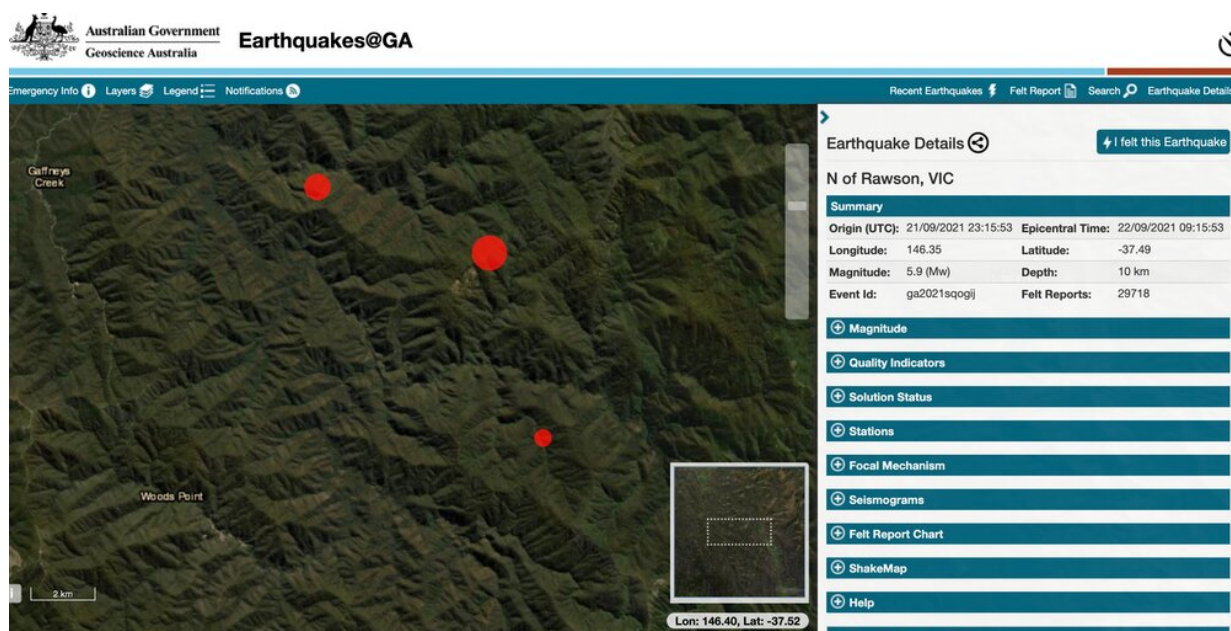 Australian Government
Geoscience Australia
Earthquakes@GA
Emergency Info Layers Legend Notifications Recent Earthquakes Felt Report Search Earthquake Details
Gaffneys
Creek
Woods Point
2 km
Lon: 146.40, Lat: -37.52
Earthquake Details I felt this Earthquake
N of Rawson, VIC
Summary
Origin (UTC): 21/09/2021 23:15:53 Epicentral Time: 22/09/2021 09:15:53
Longitude: 146.35 Latitude: -37.49
Magnitude: 5.9 (Mw) Depth: 10 km
Event Id: ga2021sqogij Felt Reports: 29718
Magnitude
Quality Indicators
Solution Status
Stations
Focal Mechanism
Seismograms
Felt Report Chart
ShakeMap
Help